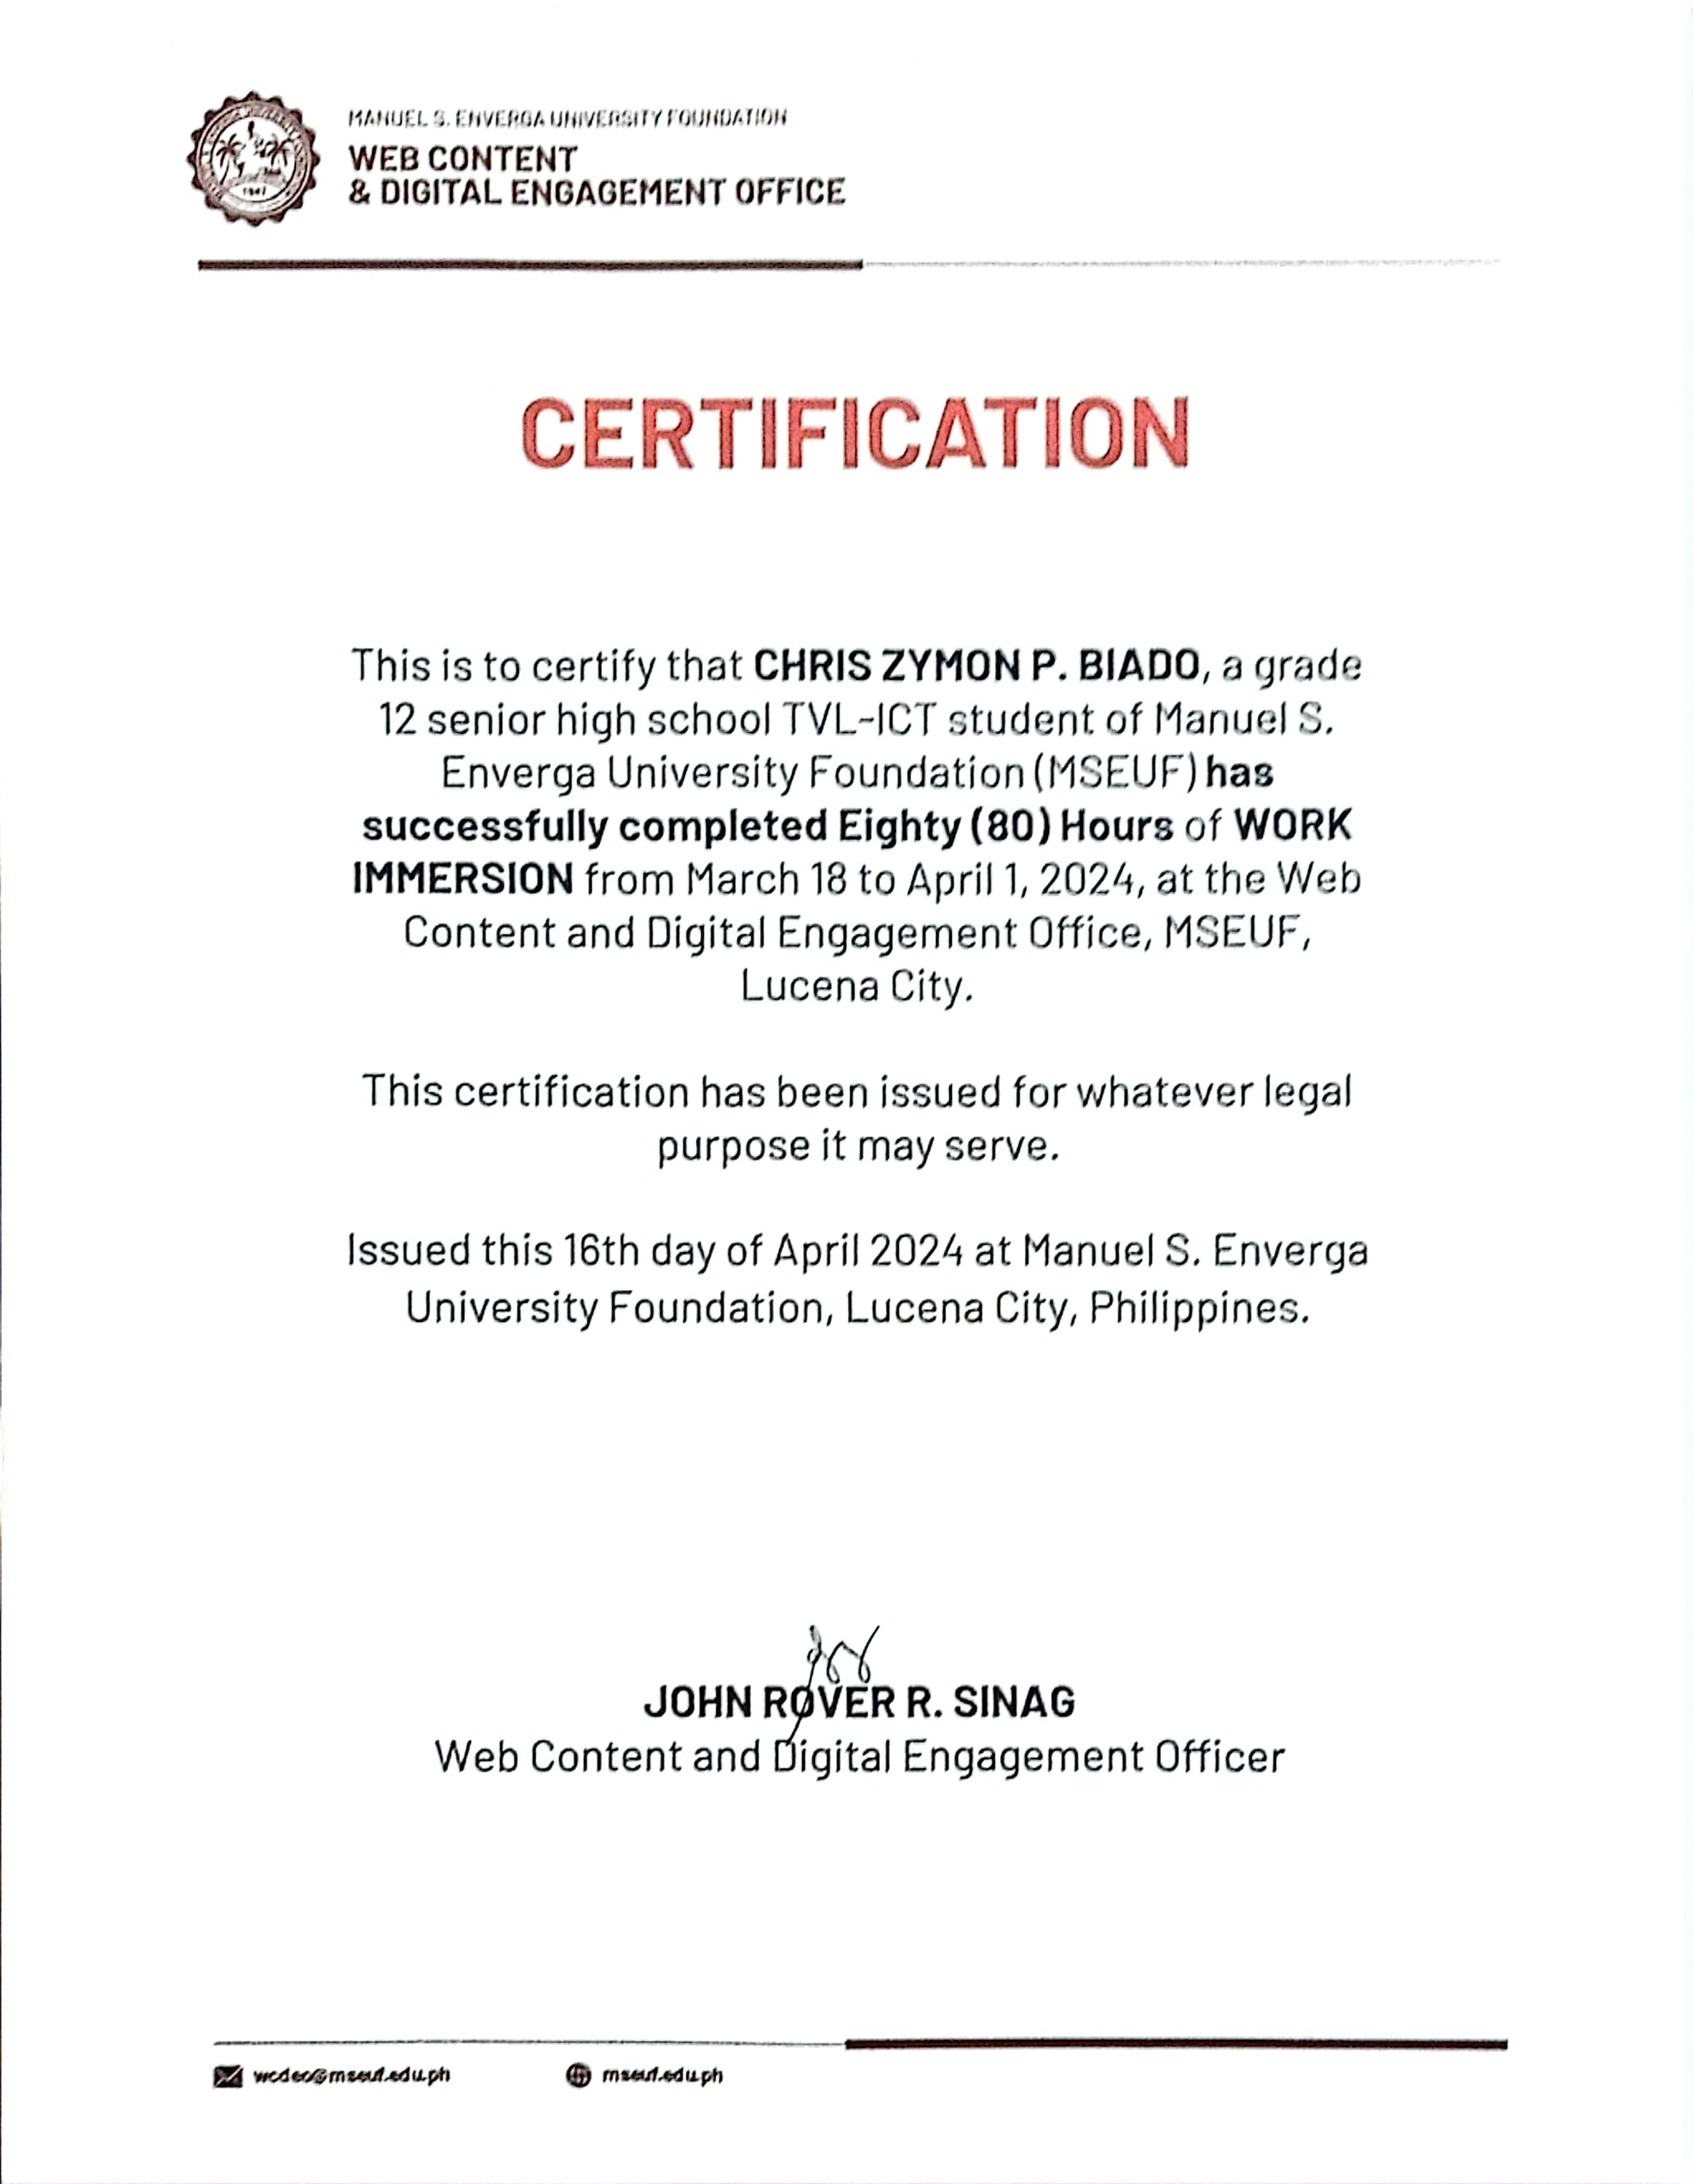 MANUEL S. ENVERGA UNIVERSITY FOUNDATION
WEB CONTENT
& DIGITAL ENGAGEMENT OFFICE
1947
CERTIFICATION
This is to certify that CHRIS ZYMON P. BIADO, a grade
12 senior high school TVL-ICT student of Manuel S.
Enverga University Foundation (MSEUF) has
successfully completed Eighty (80) Hours of WORK
IMMERSION from March 18 to April 1, 2024, at the Web
Content and Digital Engagement Office, MSEUF,
Lucena City.
This certification has been issued for whatever legal
purpose it may serve.
Issued this 16th day of April 2024 at Manuel S. Enverga
University Foundation, Lucena City, Philippines.
JOHN ROVER R. SINAG
Web Content and Digital Engagement Officer
wcdeo@mseuf.edu.ph
mseuf.edu.ph